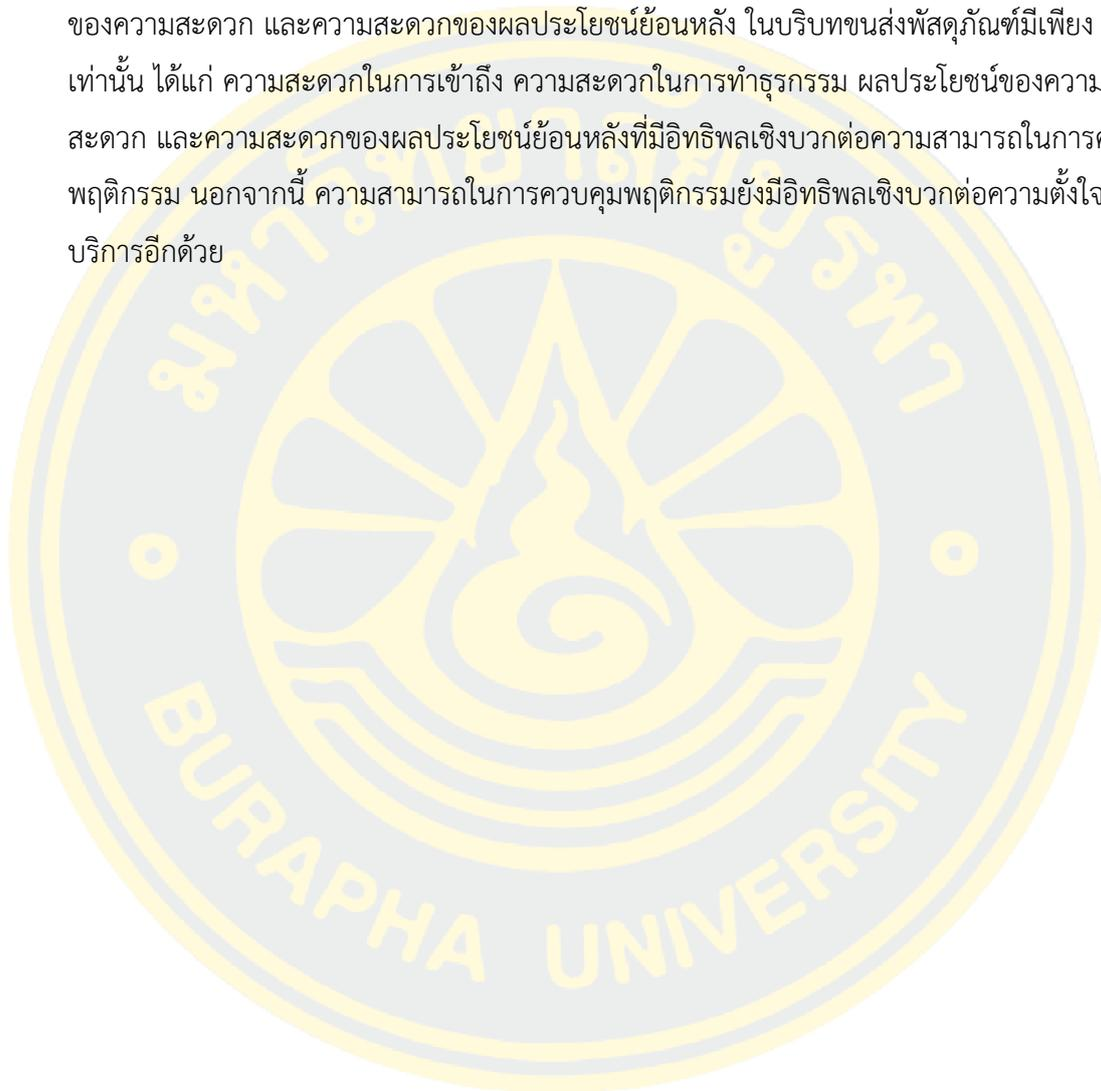 ของความสะดวก และความสะดวกของผลประโยชน์ย้อนหลัง ในบริบทขนส่งพัสดุภัณฑ์มีเพียง
เท่านั้น ได้แก่ ความสะดวกในการเข้าถึง ความสะดวกในการทำธุรกรรม ผลประโยชน์ของความ
สะดวก และความสะดวกของผลประโยชน์ย้อนหลังที่มีอิทธิพลเชิงบวกต่อความสามารถในการ
พฤติกรรม นอกจากนี้ ความสามารถในการควบคุมพฤติกรรมยังมีอิทธิพลเชิงบวกต่อความตั้งใจ
บริการอีกด้วย
มหาวิทยาลัยบูรพา
BURAPHA UNIVERSITY